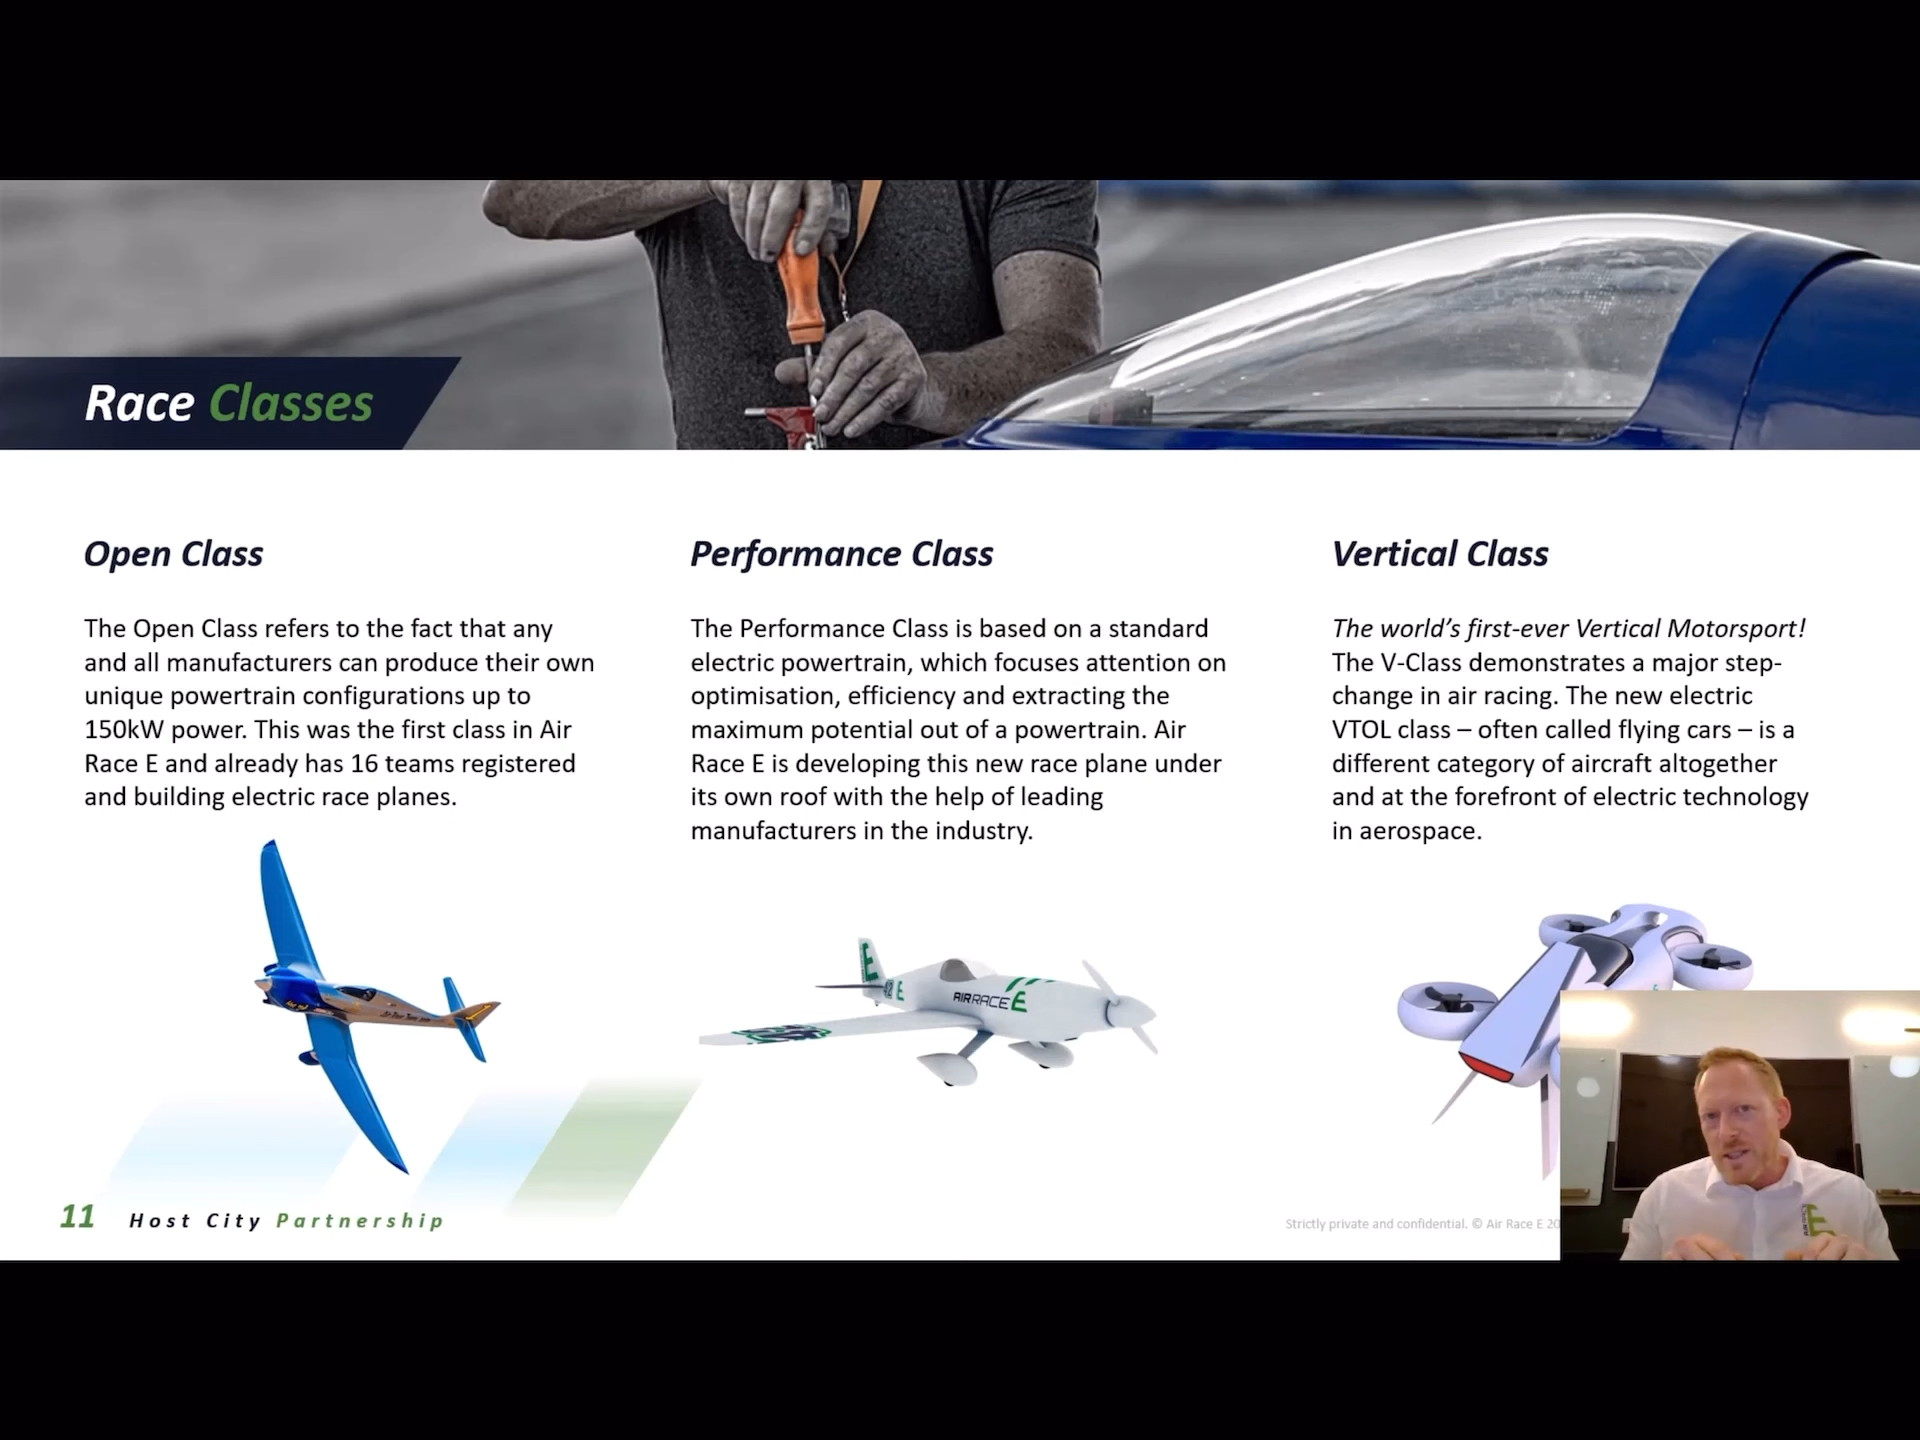 Race Classes
Open Class
The Open Class refers to the fact that any
and all manufacturers can produce their own
unique powertrain configurations up to
150kW power. This was the first class in Air
Race E and already has 16 teams registered
and building electric race planes.
Performance Class
The Performance Class is based on a standard
electric powertrain, which focuses attention on
optimisation, efficiency and extracting the
maximum potential out of a powertrain. Air
Race E is developing this new race plane under
its own roof with the help of leading
manufacturers in the industry.
Vertical Class
The world's first-ever Vertical Motorsport!
The V-Class demonstrates a major step-
change in air racing. The new electric
VTOL class – often called flying cars – is a
different category of aircraft altogether
and at the forefront of electric technology
in aerospace.
E
E
AIR RACE E
11 Host City Partnership
Strictly private and confidential. © Air Race E 20